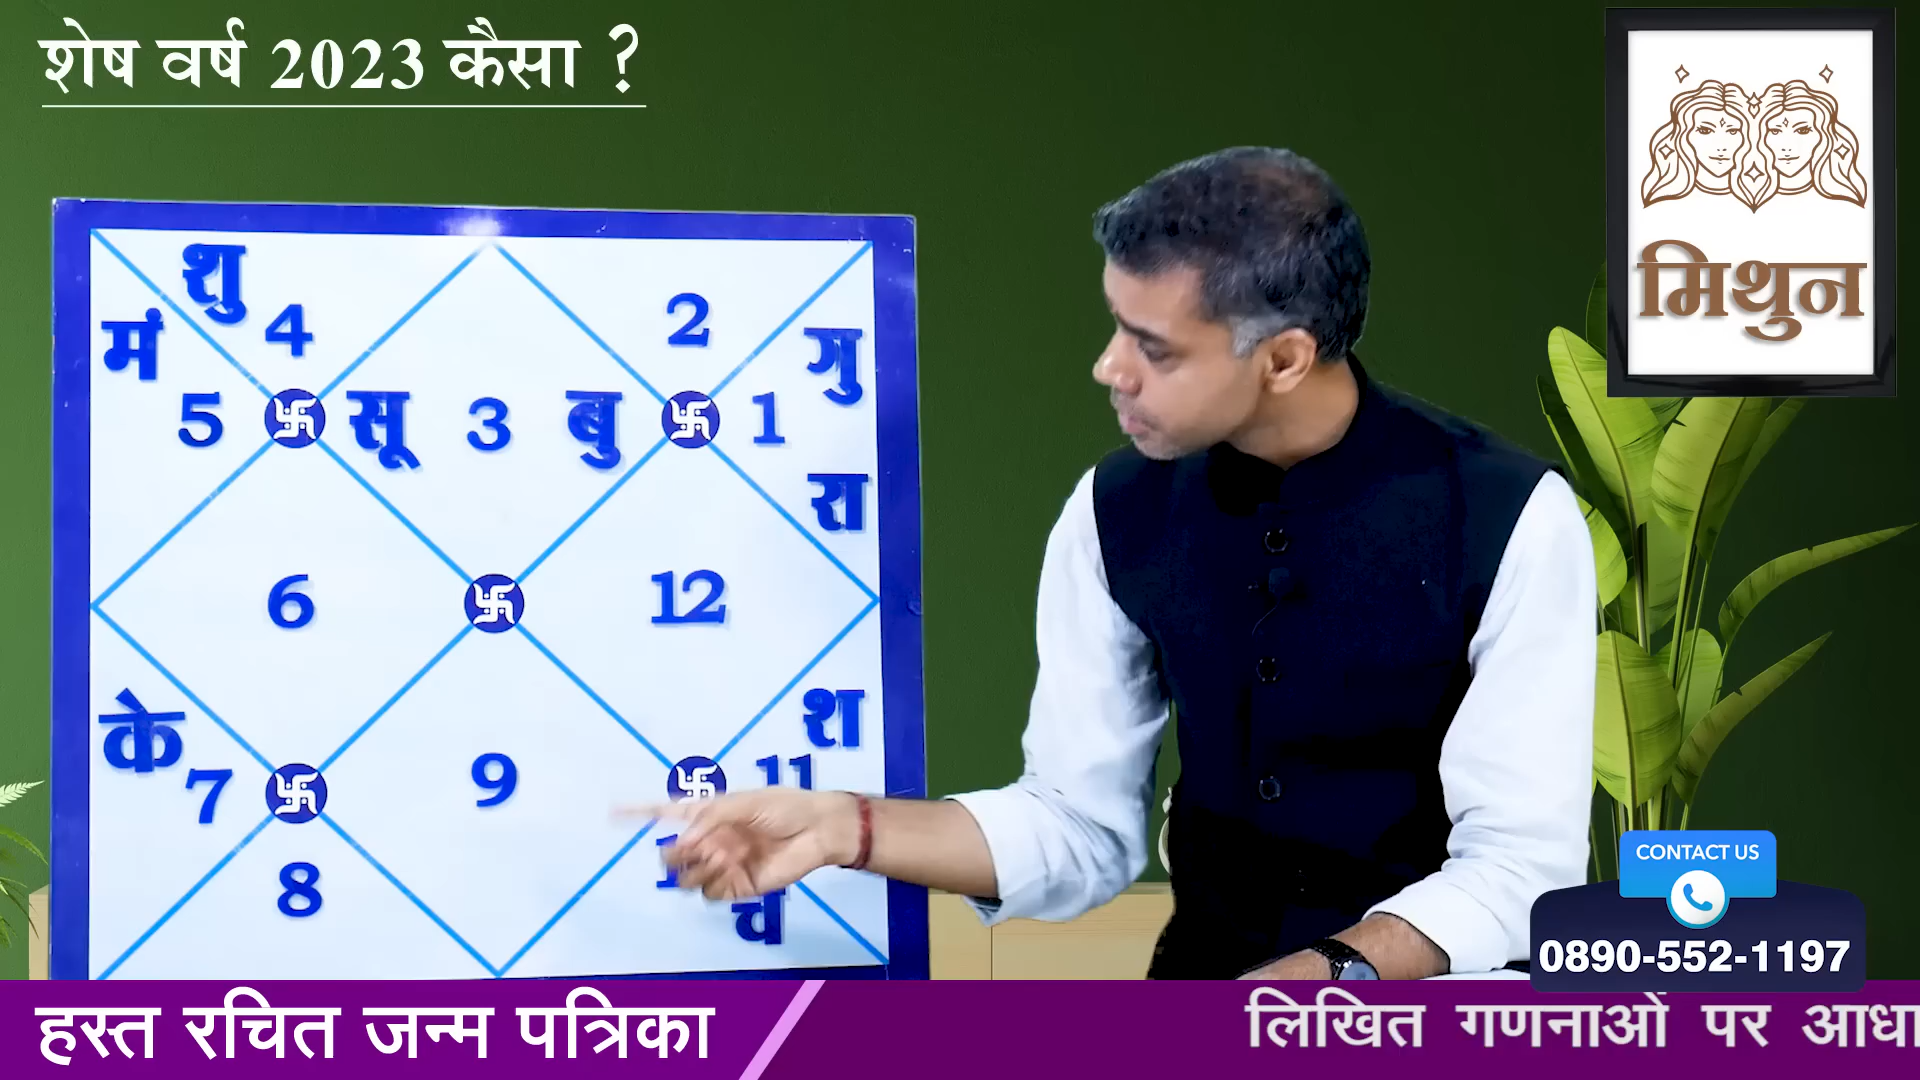 शेष वर्ष 2023 कैसा ?
मिथुन
शु
4
2
मं
गु
5
सू
3
बु
1
रा
6
12
के
7
9
श
11
8
च
CONTACT US
0890-552-1197
हस्त रचित जन्म पत्रिका
लिखित गणनाओं पर